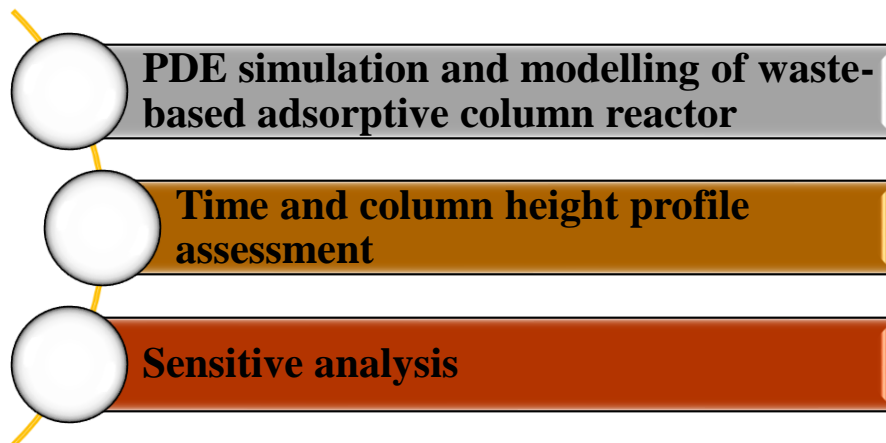 PDE simulation and modelling of waste-
based adsorptive column reactor
Time and column height profile
assessment
Sensitive analysis